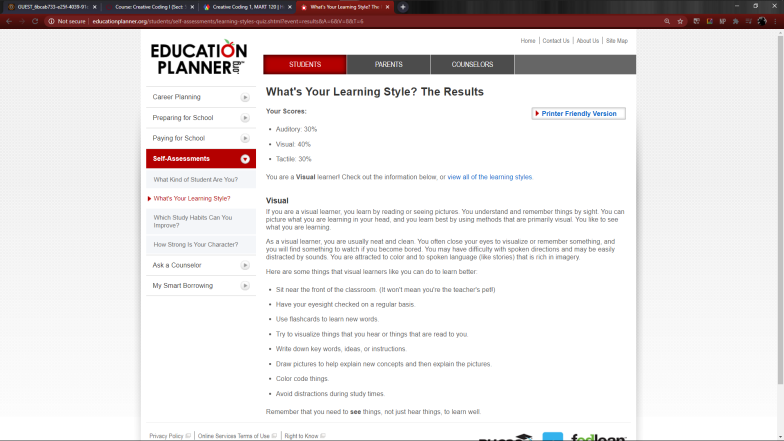 Course: Creative Coding I (Sect
Creative Coding 1, MART 120 |
What's Your Learning Style? The R
Not secure | educationplanner.org/students/self-assessments/learning-styles-quiz.shtml?event=results&A=6&V=8&T=6
Home | Contact Us | About Us | Site Map
EDUCATION
PLANNER
.org
STUDENTS
PARENTS
COUNSELORS
Career Planning
Preparing for School
Paying for School
Self-Assessments
What Kind of Student Are You?
What's Your Learning Style?
Which Study Habits Can You
Improve?
How Strong Is Your Character?
Ask a Counselor
My Smart Borrowing
What's Your Learning Style? The Results
Printer Friendly Version
Your Scores:
• Auditory: 30%
• Visual: 40%
• Tactile: 30%
You are a Visual learner! Check out the information below, or view all of the learning styles.
Visual
If you are a visual learner, you learn by reading or seeing pictures. You understand and remember things by sight. You can
picture what you are learning in your head, and you learn best by using methods that are primarily visual. You like to see
what you are learning.
As a visual learner, you are usually neat and clean. You often close your eyes to visualize or remember something, and
you will find something to watch if you become bored. You may have difficulty with spoken directions and may be easily
distracted by sounds. You are attracted to color and to spoken language (like stories) that is rich in imagery.
Here are some things that visual learners like you can do to learn better:
• Sit near the front of the classroom. (It won't mean you're the teacher's pet!)
• Have your eyesight checked on a regular basis.
• Use flashcards to learn new words.
• Try to visualize things that you hear or things that are read to you.
• Write down key words, ideas, or instructions.
• Draw pictures to help explain new concepts and then explain the pictures.
• Color code things.
• Avoid distractions during study times.
Remember that you need to see things, not just hear things, to learn well.
Privacy Policy | Online Services Terms of Use | Right to Know